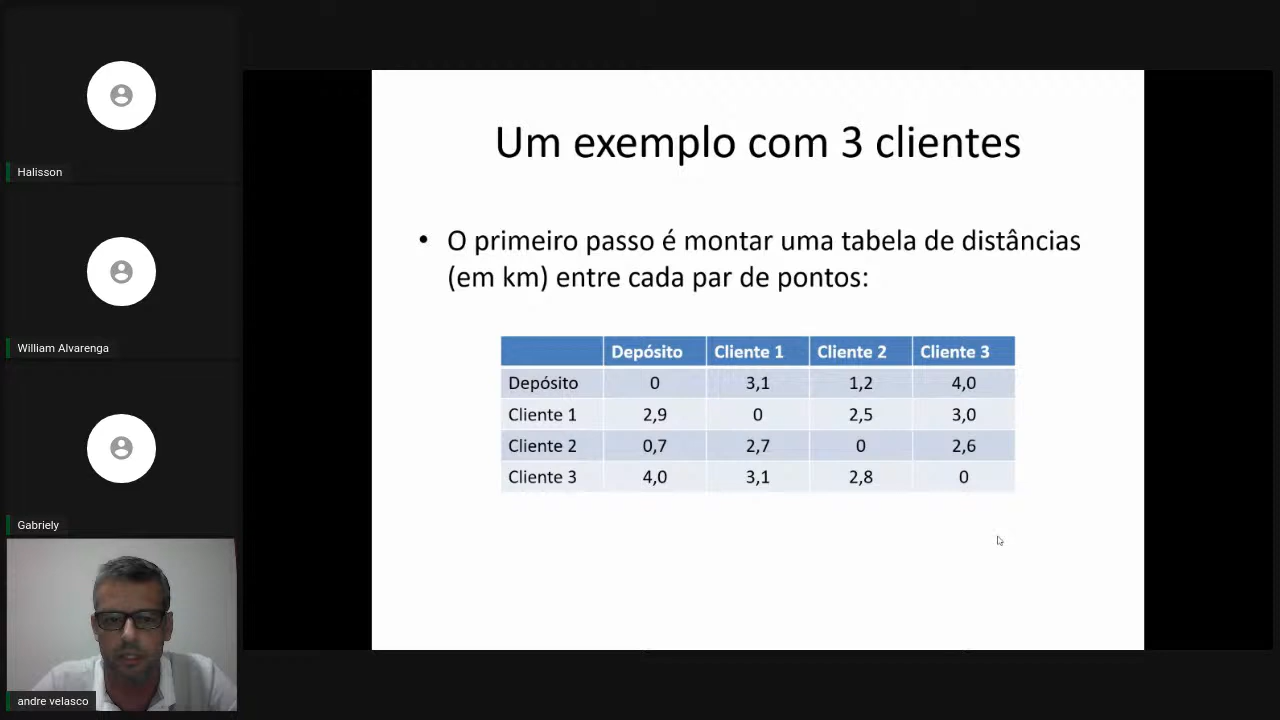 Halisson
William Alvarenga
Gabriely
andre velasco
Um exemplo com 3 clientes
• O primeiro passo é montar uma tabela de distâncias
(em km) entre cada par de pontos:
Depósito Cliente 1 Cliente 2 Cliente 3
Depósito 0 3,1 1,2 4,0
Cliente 1 2,9 0 2,5 3,0
Cliente 2 0,7 2,7 0 2,6
Cliente 3 4,0 3,1 2,8 0